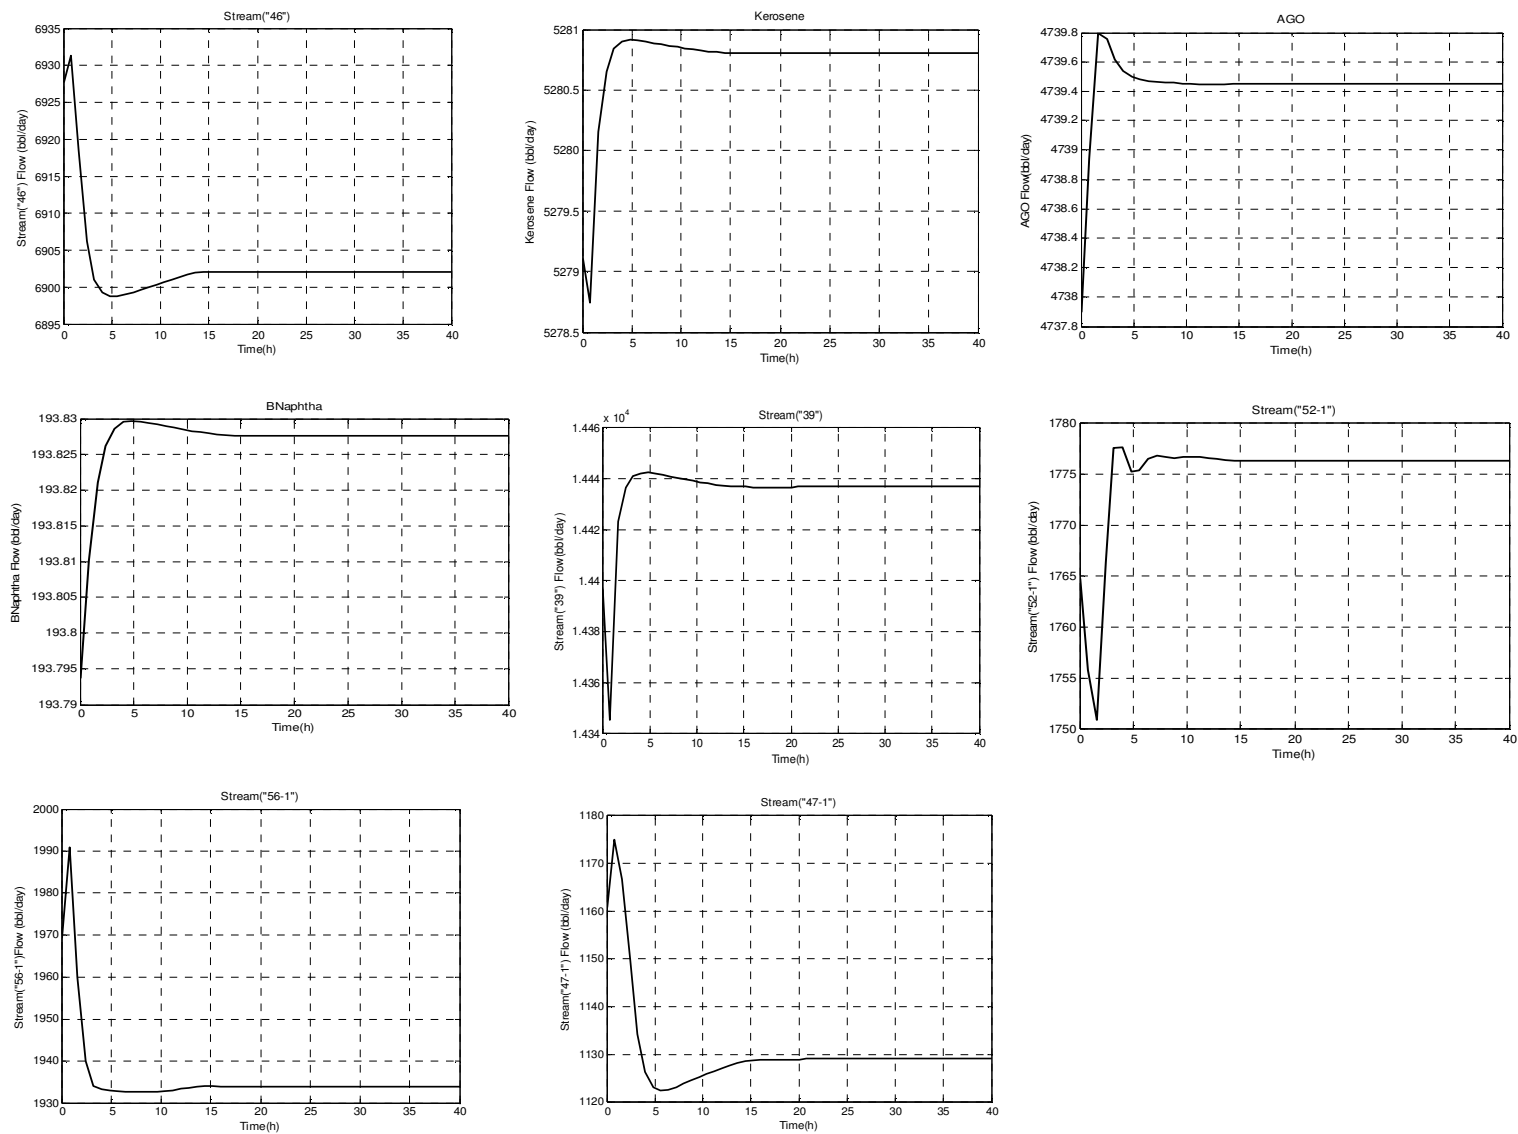 Stream("46")
6935
6930
6925
6920
6915
6910
6905
6900
6895
0 5 10 15 20 25 30 35 40
Time(h)
Stream("46") Flow (bbl/day)
Kerosene
5281
5280.5
5280
5279.5
5279
5278.5
0 5 10 15 20 25 30 35 40
Time(h)
Kerosene Flow (bbl/day)
AGO
4739.8
4739.6
4739.4
4739.2
4739
4738.8
4738.6
4738.4
4738.2
4738
4737.8
0 5 10 15 20 25 30 35 40
Time(h)
AGO Flow(bbl/day)
BNaphtha
193.83
193.825
193.82
193.815
193.81
193.805
193.8
193.795
193.79
0 5 10 15 20 25 30 35 40
Time(h)
BNaphtha Flow (bbl/day)
Stream("39")
x 10^4
1.446
1.444
1.442
1.44
1.438
1.436
1.434
0 5 10 15 20 25 30 35 40
Time(h)
Stream("39") Flow(bbl/day)
Stream("52-1")
1780
1775
1770
1765
1760
1755
1750
0 5 10 15 20 25 30 35 40
Time(h)
Stream("52-1") Flow (bbl/day)
Stream("56-1")
2000
1990
1980
1970
1960
1950
1940
1930
0 5 10 15 20 25 30 35 40
Time(h)
Stream("56-1")Flow (bbl/day)
Stream("47-1")
1180
1170
1160
1150
1140
1130
1120
0 5 10 15 20 25 30 35 40
Time(h)
Stream("47-1") Flow (bbl/day)